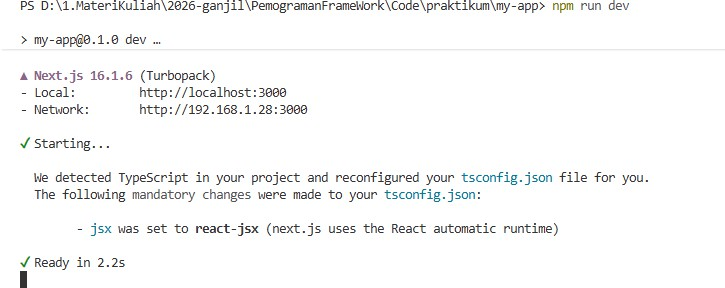 PS D:\1.MateriKuliah\2026-ganjil\PemogramanFrameWork\Code\praktikum\my-app> npm run dev
> my-app@0.1.0 dev …
▲ Next.js 16.1.6 (Turbopack)
- Local: http://localhost:3000
- Network: http://192.168.1.28:3000
✓ Starting...
We detected TypeScript in your project and reconfigured your tsconfig.json file for you.
The following mandatory changes were made to your tsconfig.json:
- jsx was set to react-jsx (next.js uses the React automatic runtime)
✓ Ready in 2.2s